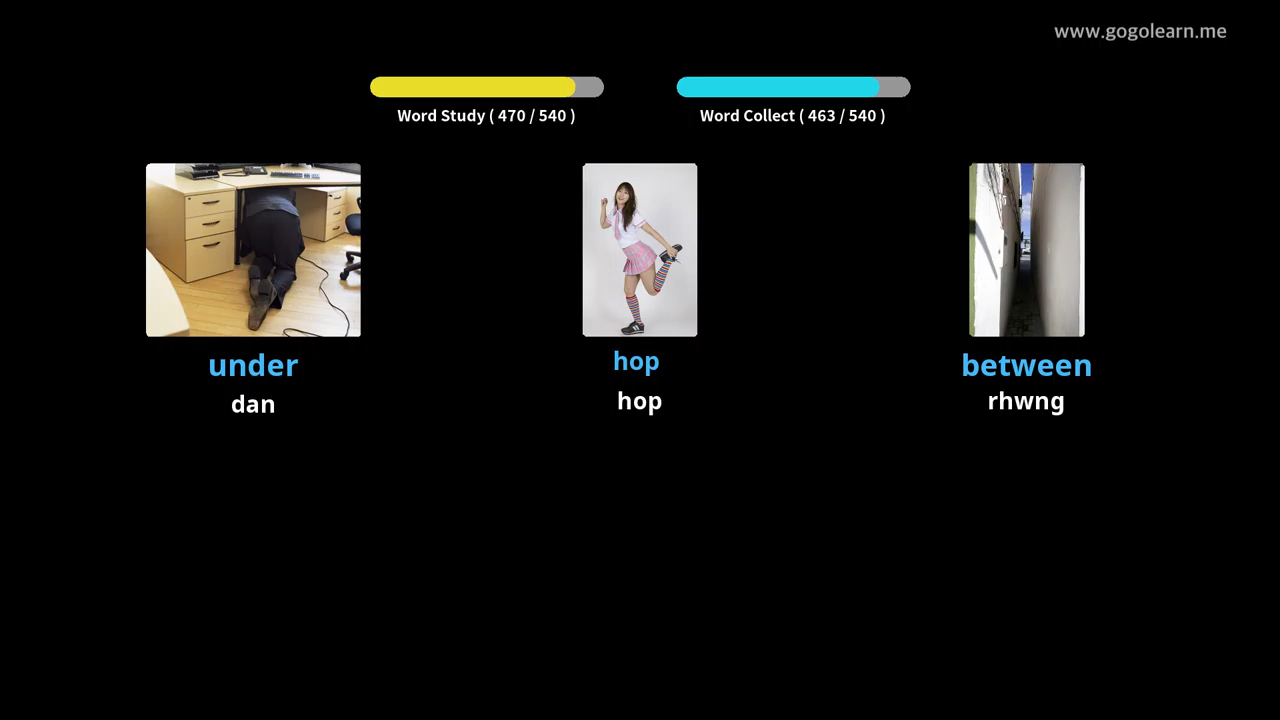 www.gogolearn.me
Word Study ( 470 / 540 )
Word Collect ( 463 / 540 )
under
dan
hop
hop
between
rhwng